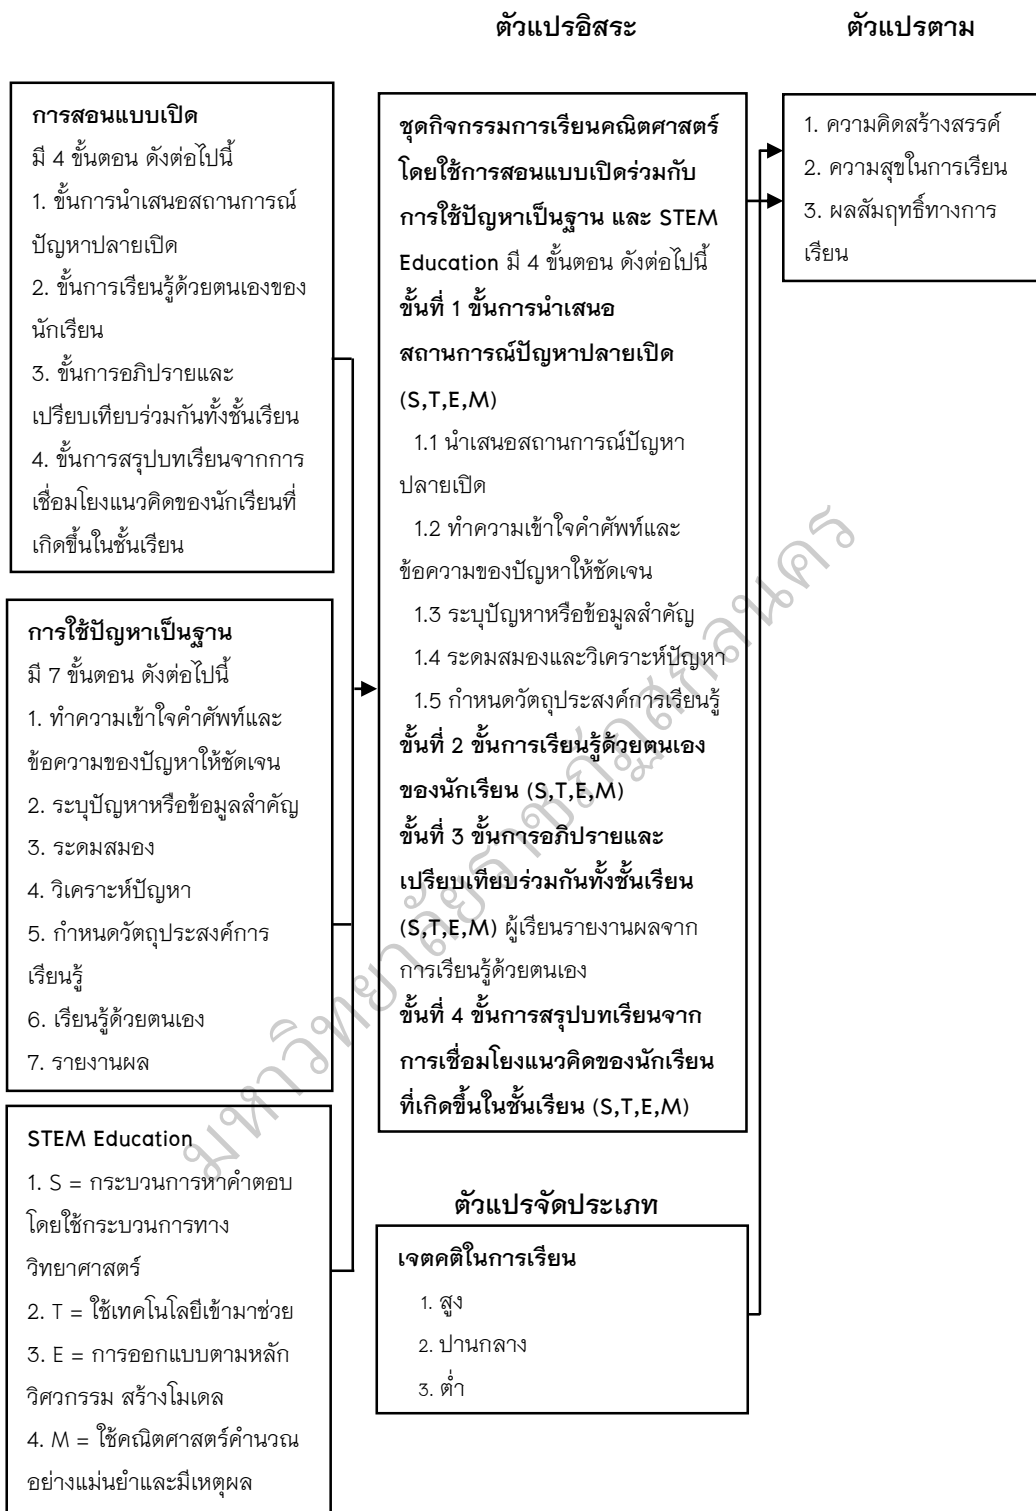 ตัวแปรอิสระ
ตัวแปรตาม
การสอนแบบเปิด
มี 4 ขั้นตอน ดังต่อไปนี้
1. ขั้นการนำเสนอสถานการณ์
ปัญหาปลายเปิด
2. ขั้นการเรียนรู้ด้วยตนเองของ
นักเรียน
3. ขั้นการอภิปรายและ
เปรียบเทียบร่วมกันทั้งชั้นเรียน
4. ขั้นการสรุปบทเรียนจากการ
เชื่อมโยงแนวคิดของนักเรียนที่
เกิดขึ้นในชั้นเรียน
การใช้ปัญหาเป็นฐาน
มี 7 ขั้นตอน ดังต่อไปนี้
1. ทำความเข้าใจคำศัพท์และ
ข้อความของปัญหาให้ชัดเจน
2. ระบุปัญหาหรือข้อมูลสำคัญ
3. ระดมสมอง
4. วิเคราะห์ปัญหา
5. กำหนดวัตถุประสงค์การ
เรียนรู้
6. เรียนรู้ด้วยตนเอง
7. รายงานผล
STEM Education
1. S = กระบวนการหาคำตอบ
โดยใช้กระบวนการทาง
วิทยาศาสตร์
2. T = ใช้เทคโนโลยีเข้ามาช่วย
3. E = การออกแบบตามหลัก
วิศวกรรม สร้างโมเดล
4. M = ใช้คณิตศาสตร์คำนวณ
อย่างแม่นยำและมีเหตุผล
ชุดกิจกรรมการเรียนคณิตศาสตร์
โดยใช้การสอนแบบเปิดร่วมกับ
การใช้ปัญหาเป็นฐาน และ STEM
Education มี 4 ขั้นตอน ดังต่อไปนี้
ขั้นที่ 1 ขั้นการนำเสนอ
สถานการณ์ปัญหาปลายเปิด
(S,T,E,M)
1.1 นำเสนอสถานการณ์ปัญหา
ปลายเปิด
1.2 ทำความเข้าใจคำศัพท์และ
ข้อความของปัญหาให้ชัดเจน
1.3 ระบุปัญหาหรือข้อมูลสำคัญ
1.4 ระดมสมองและวิเคราะห์ปัญหา
1.5 กำหนดวัตถุประสงค์การเรียนรู้
ขั้นที่ 2 ขั้นการเรียนรู้ด้วยตนเอง
ของนักเรียน (S,T,E,M)
ขั้นที่ 3 ขั้นการอภิปรายและ
เปรียบเทียบร่วมกันทั้งชั้นเรียน
(S,T,E,M) ผู้เรียนรายงานผลจาก
การเรียนรู้ด้วยตนเอง
ขั้นที่ 4 ขั้นการสรุปบทเรียนจาก
การเชื่อมโยงแนวคิดของนักเรียน
ที่เกิดขึ้นในชั้นเรียน (S,T,E,M)
ตัวแปรจัดประเภท
เจตคติในการเรียน
1. สูง
2. ปานกลาง
3. ต่ำ
1. ความคิดสร้างสรรค์
2. ความสุขในการเรียน
3. ผลสัมฤทธิ์ทางการ
เรียน
มหาวิทยาลัยราชภัฏสกลนคร